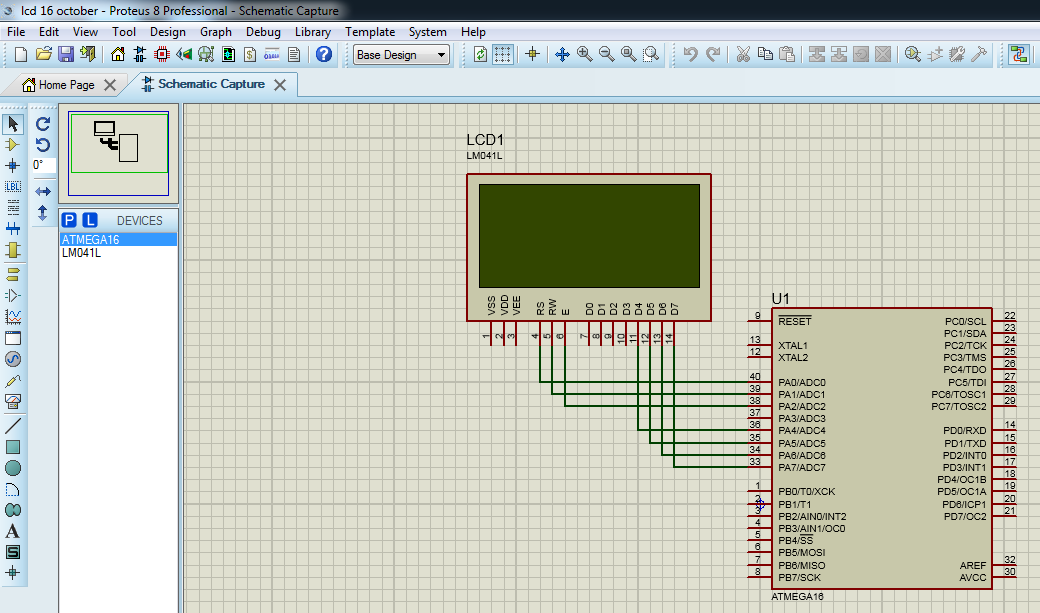 lcd 16 october - Proteus 8 Professional - Schematic Capture
File Edit View Tool Design Graph Debug Library Template System Help
Base Design
Home Page
Schematic Capture
0°
LBL
P L DEVICES
ATMEGA16
LM041L
A
S
LCD1
LM041L
VSS VDD VEE RS RW E D0 D1 D2 D3 D4 D5 D6 D7
1 2 3 4 5 6 7 8 9 10 11 12 13 14
U1
9 RESET PC0/SCL 22
PC1/SDA 23
13 XTAL1 PC2/TCK 24
12 XTAL2 PC3/TMS 25
PC4/TDO 26
40 PA0/ADC0 PC5/TDI 27
39 PA1/ADC1 PC6/TOSC1 28
38 PA2/ADC2 PC7/TOSC2 29
37 PA3/ADC3
36 PA4/ADC4 PD0/RXD 14
35 PA5/ADC5 PD1/TXD 15
34 PA6/ADC6 PD2/INT0 16
33 PA7/ADC7 PD3/INT1 17
PD4/OC1B 18
1 PB0/T0/XCK PD5/OC1A 19
2 PB1/T1 PD6/ICP1 20
3 PB2/AIN0/INT2 PD7/OC2 21
4 PB3/AIN1/OC0
5 PB4/SS
6 PB5/MOSI
7 PB6/MISO AREF 32
8 PB7/SCK AVCC 30
ATMEGA16